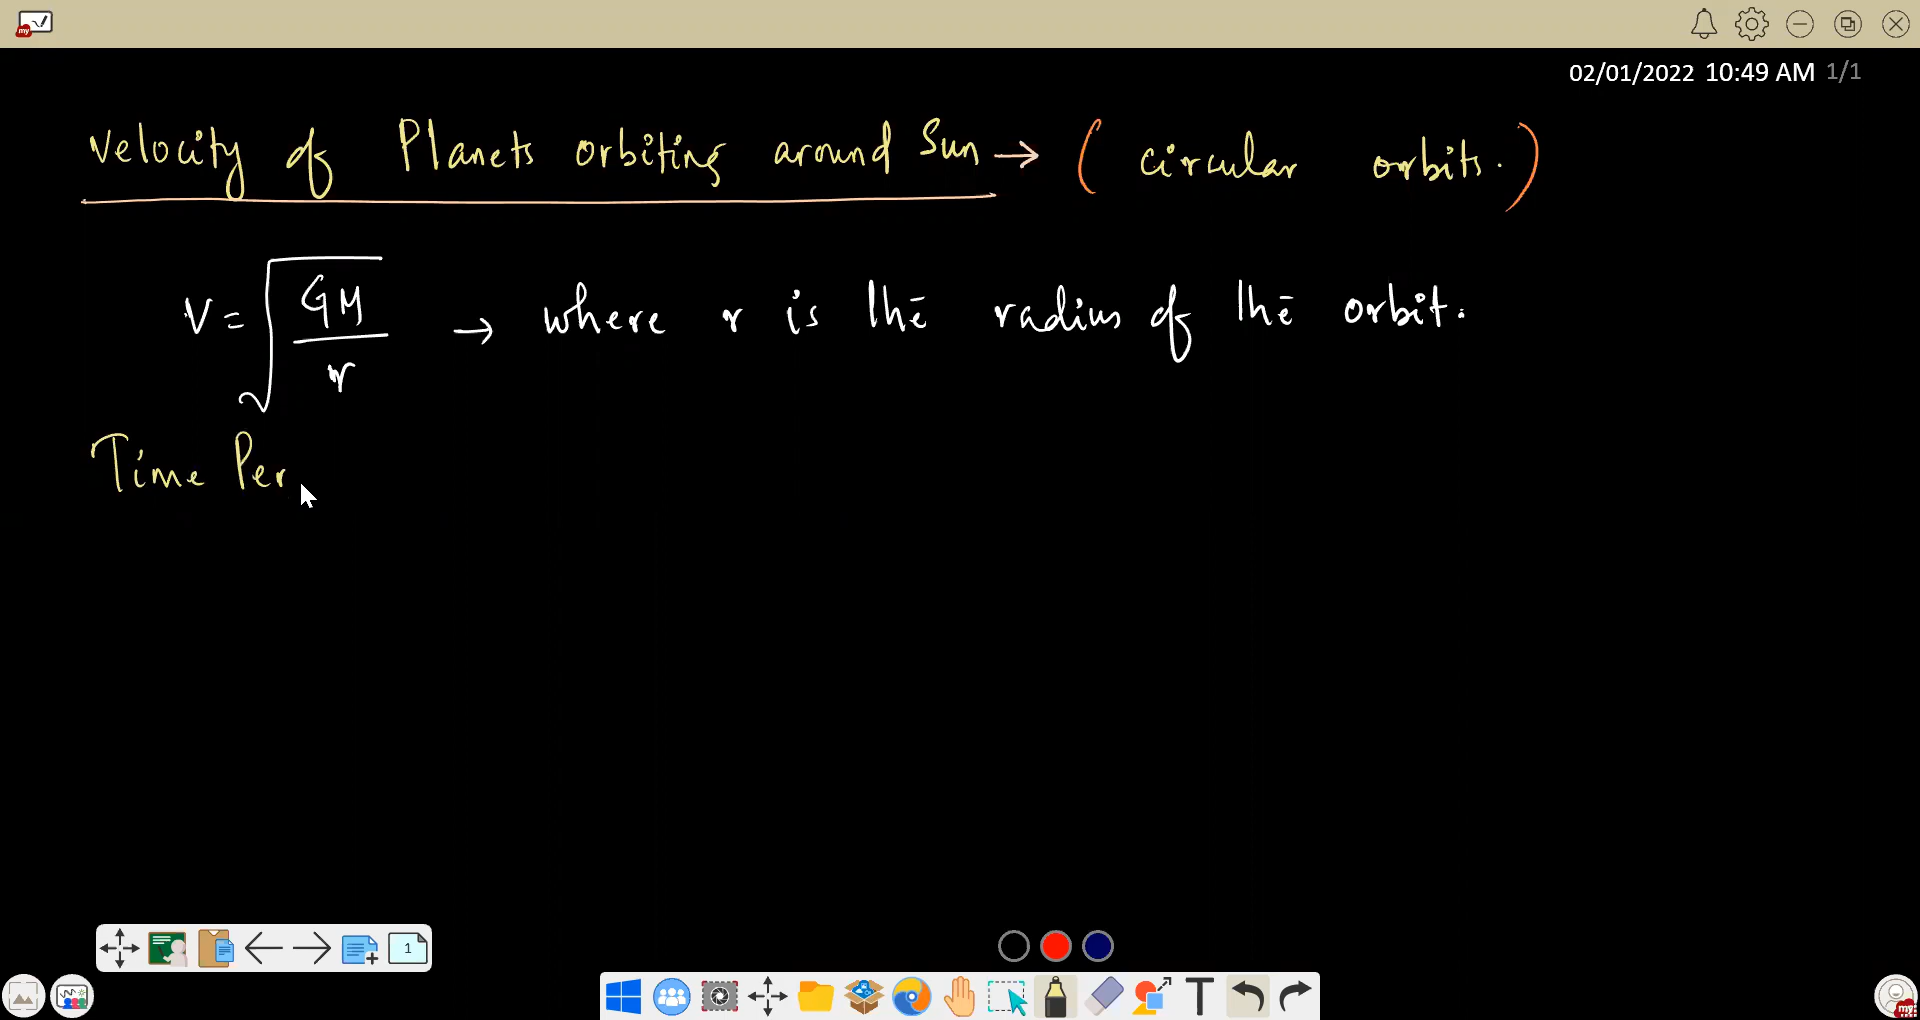 02/01/2022 10:49 AM 1/1
Velocity of Planets orbiting around Sun → ( circular orbits. )
V = √(GM/r) → where r is the radius of the orbit.
Time Per
1